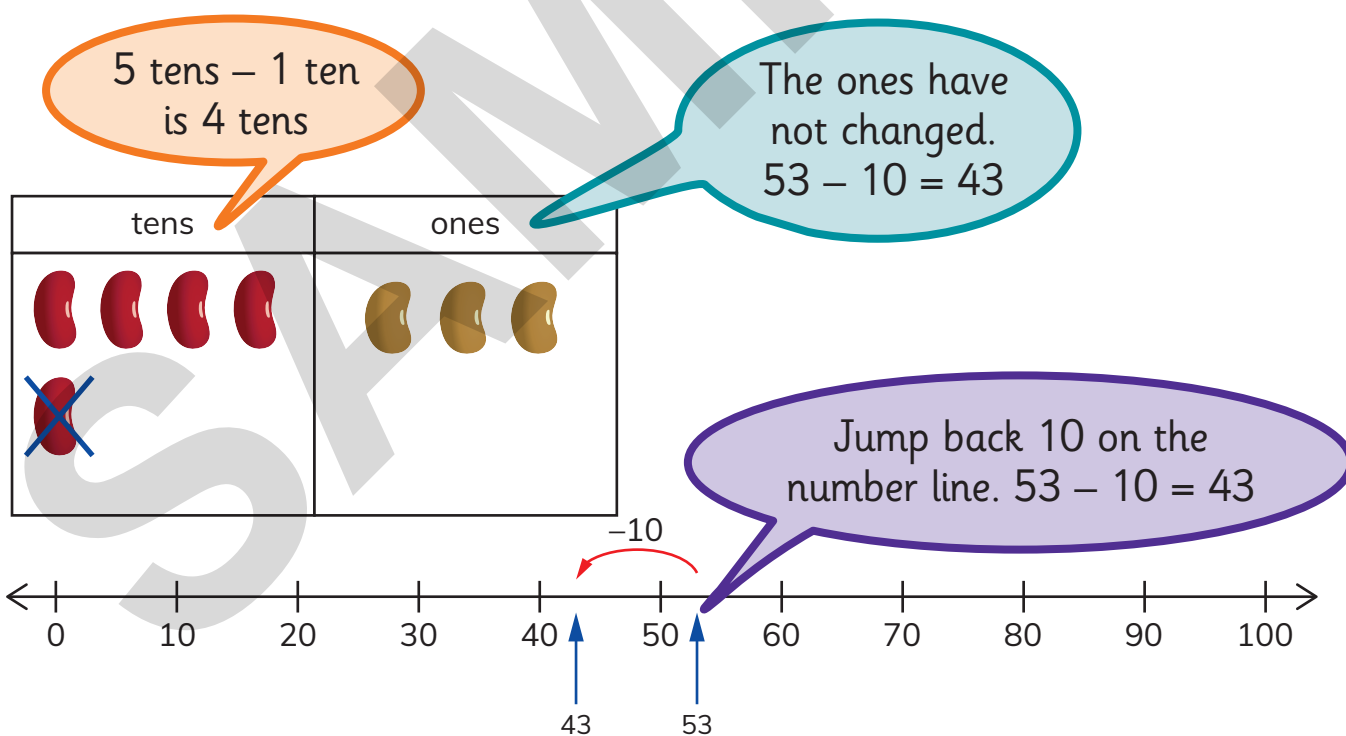 5 tens – 1 ten
is 4 tens
The ones have
not changed.
53 – 10 = 43
tens
ones
Jump back 10 on the
number line. 53 – 10 = 43
–10
0 10 20 30 40 50 60 70 80 90 100
43 53
SAM